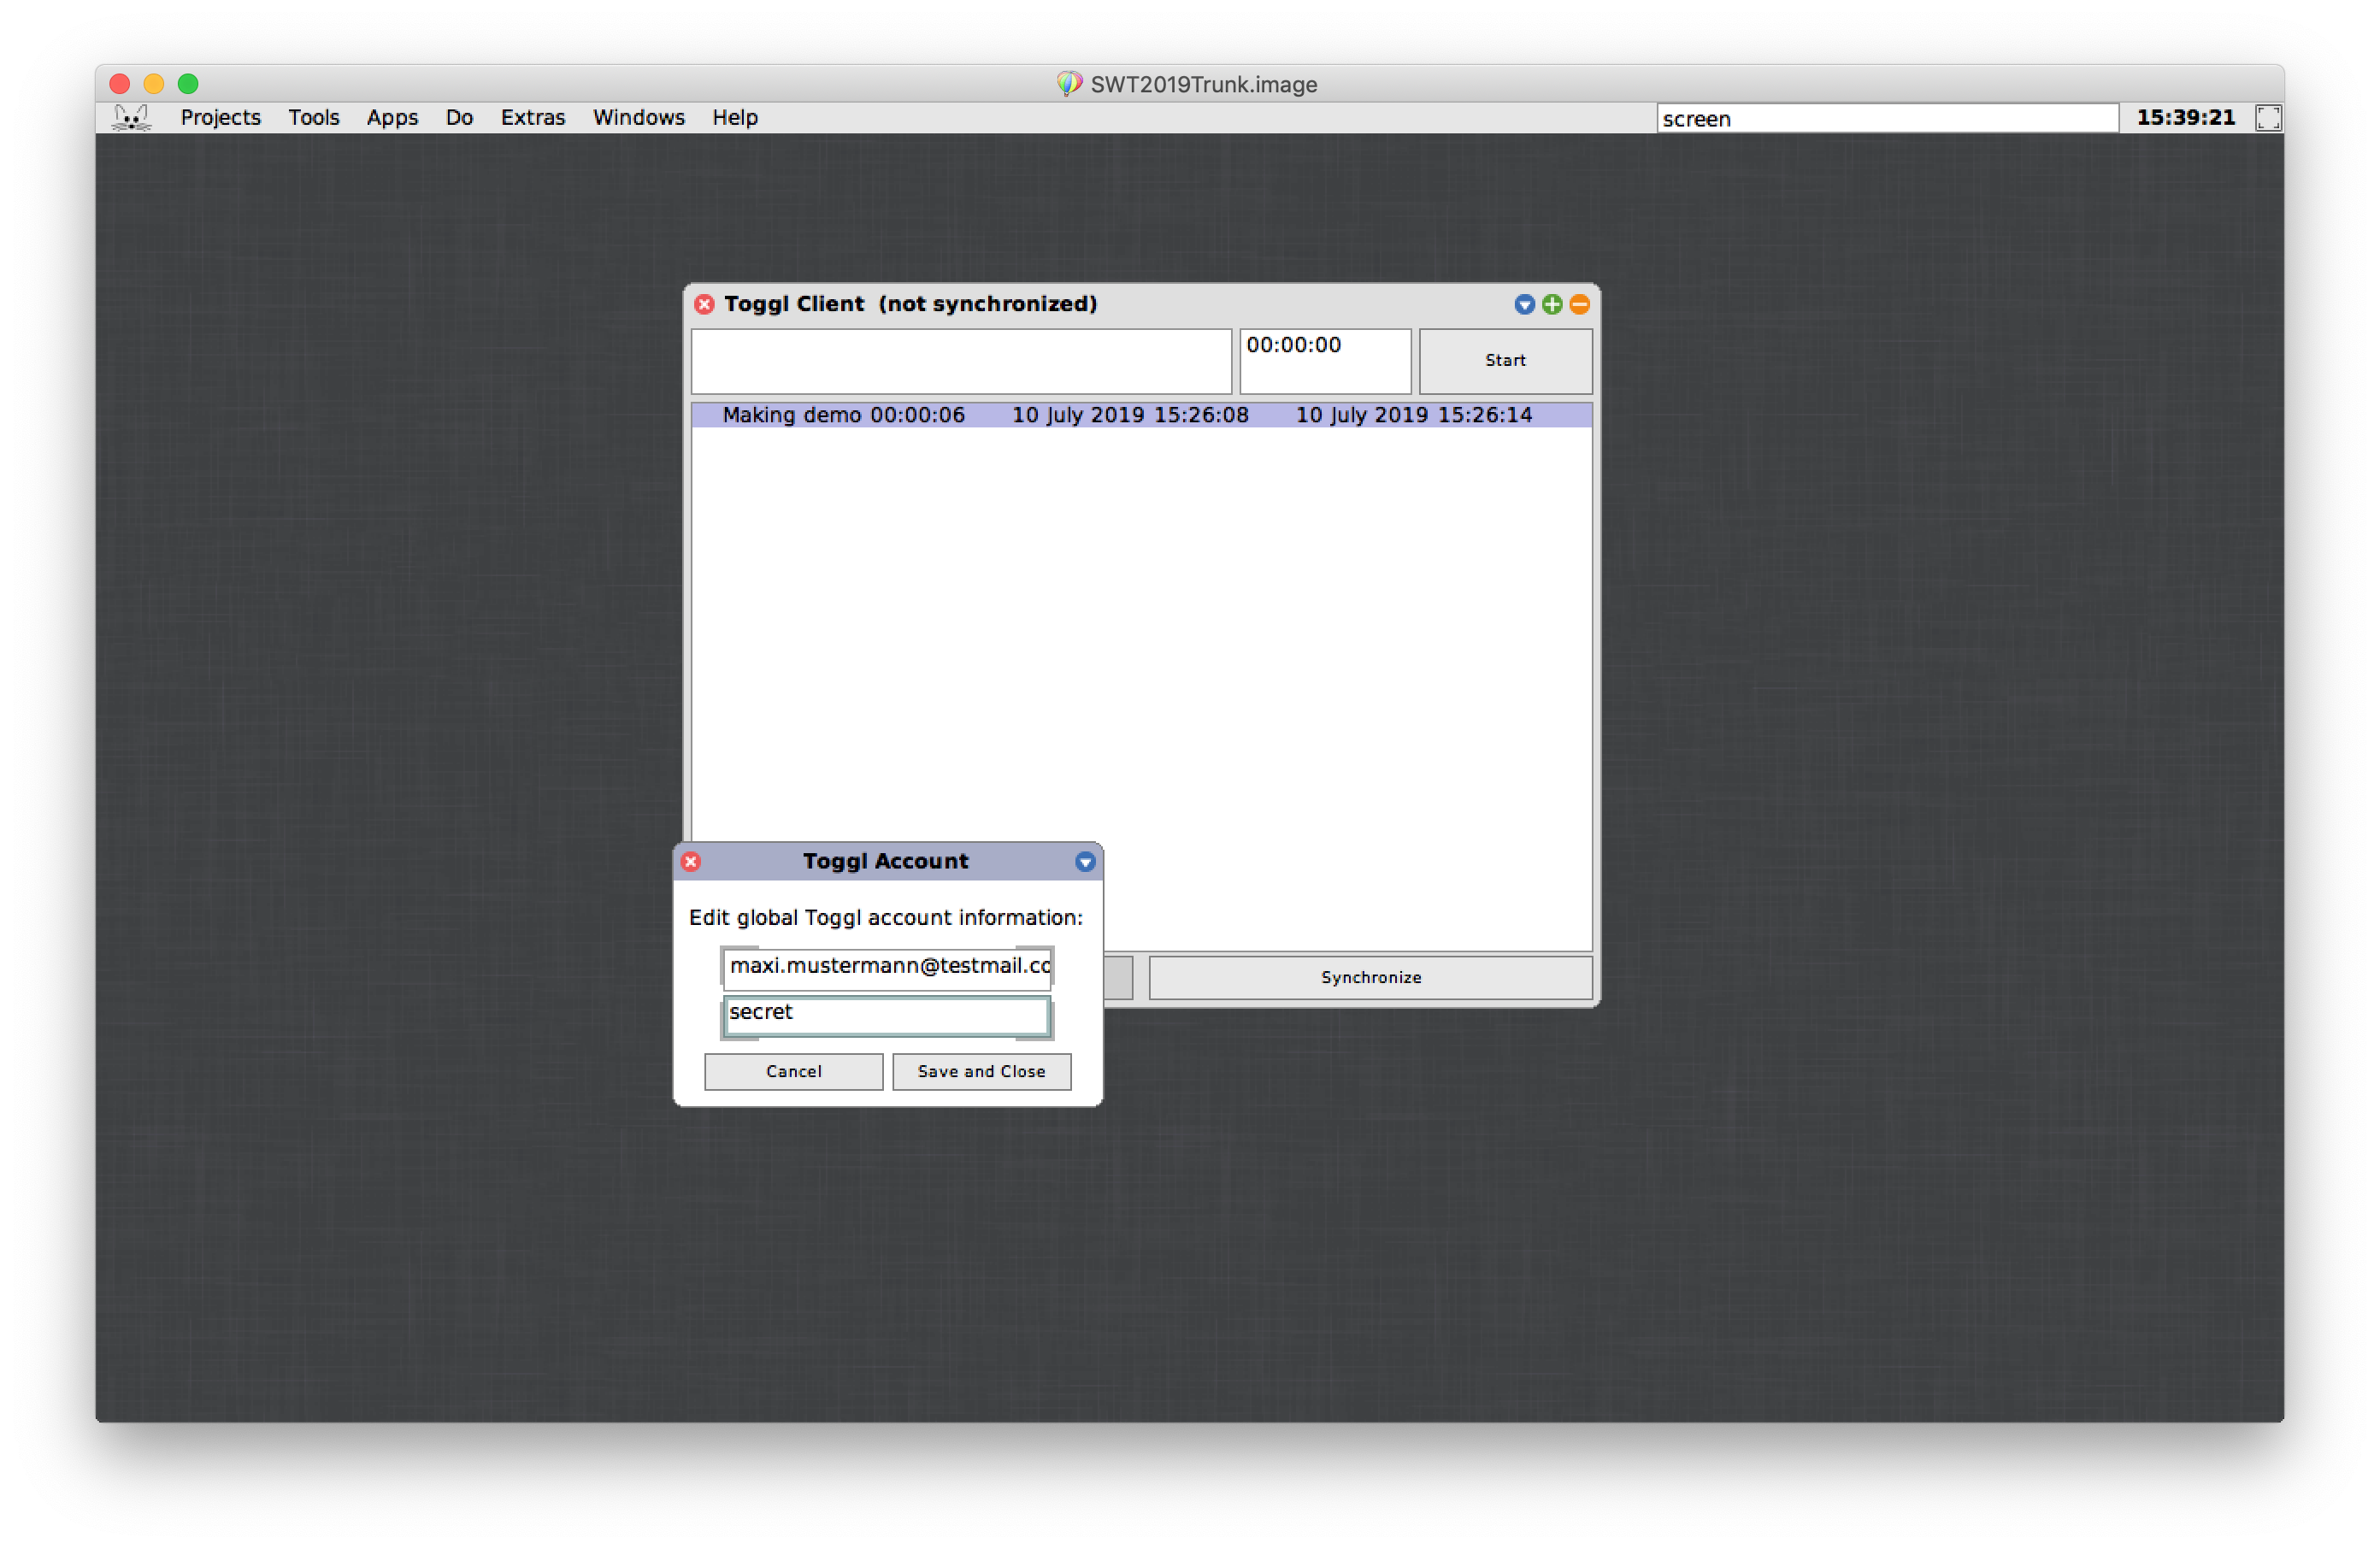 SWT2019Trunk.image
Projects Tools Apps Do Extras Windows Help screen 15:39:21
Toggl Client (not synchronized)
00:00:00 Start
Making demo 00:00:06 10 July 2019 15:26:08 10 July 2019 15:26:14
Toggl Account
Edit global Toggl account information:
maxi.mustermann@testmail.co
Synchronize
secret
Cancel Save and Close